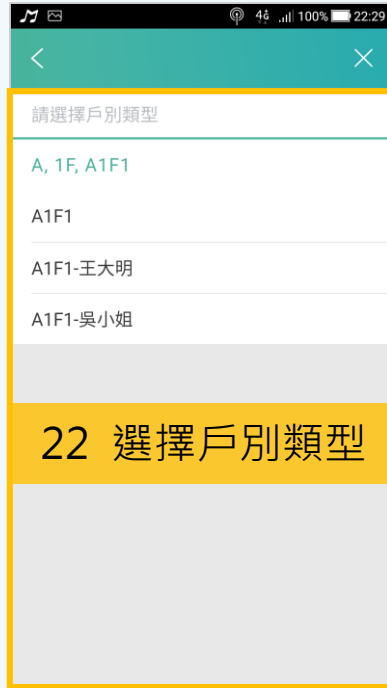 4G 100% 22:29
請選擇戶別類型
A, 1F, A1F1
A1F1
A1F1-王大明
A1F1-吳小姐
22 選擇戶別類型